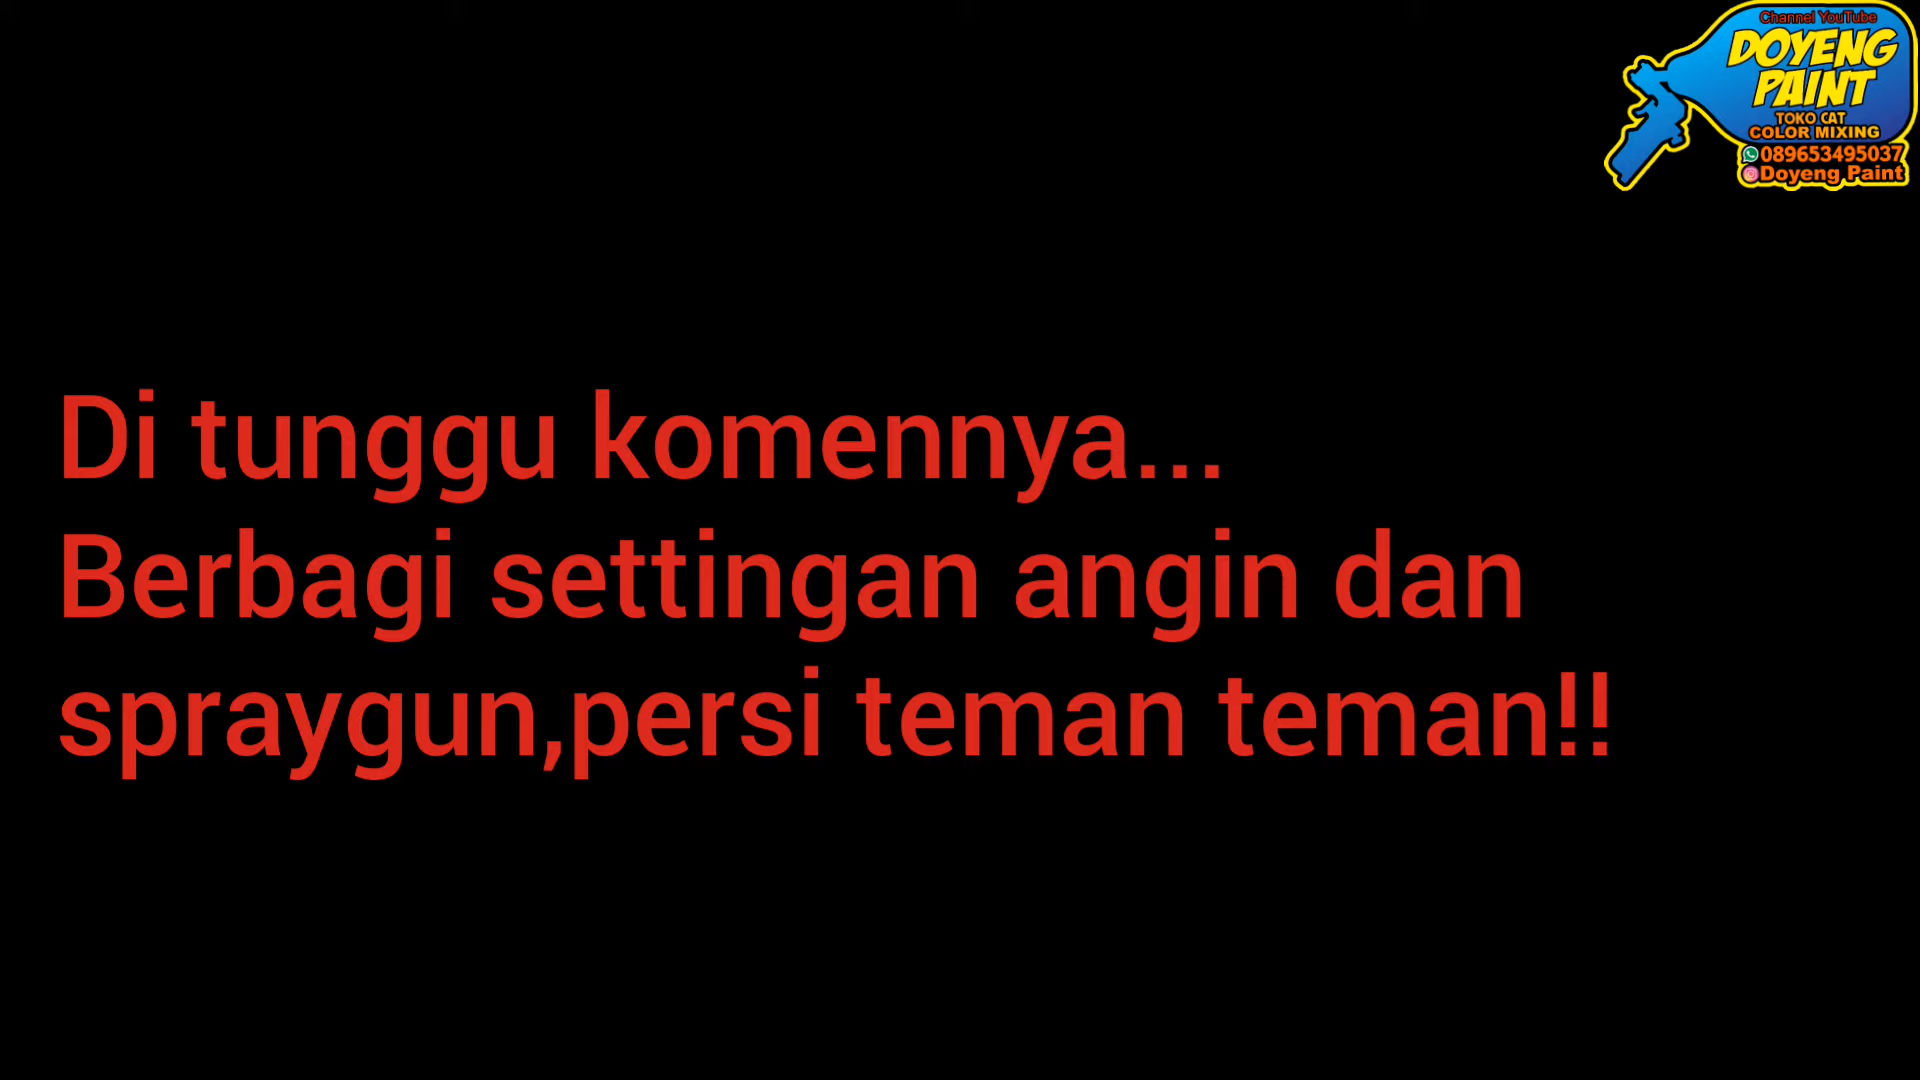 Channel YouTube
DOYENG
PAINT
TOKO CAT
COLOR MIXING
089653495037
Doyeng Paint
Di tunggu komennya...
Berbagi settingan angin dan
spraygun,persi teman teman!!